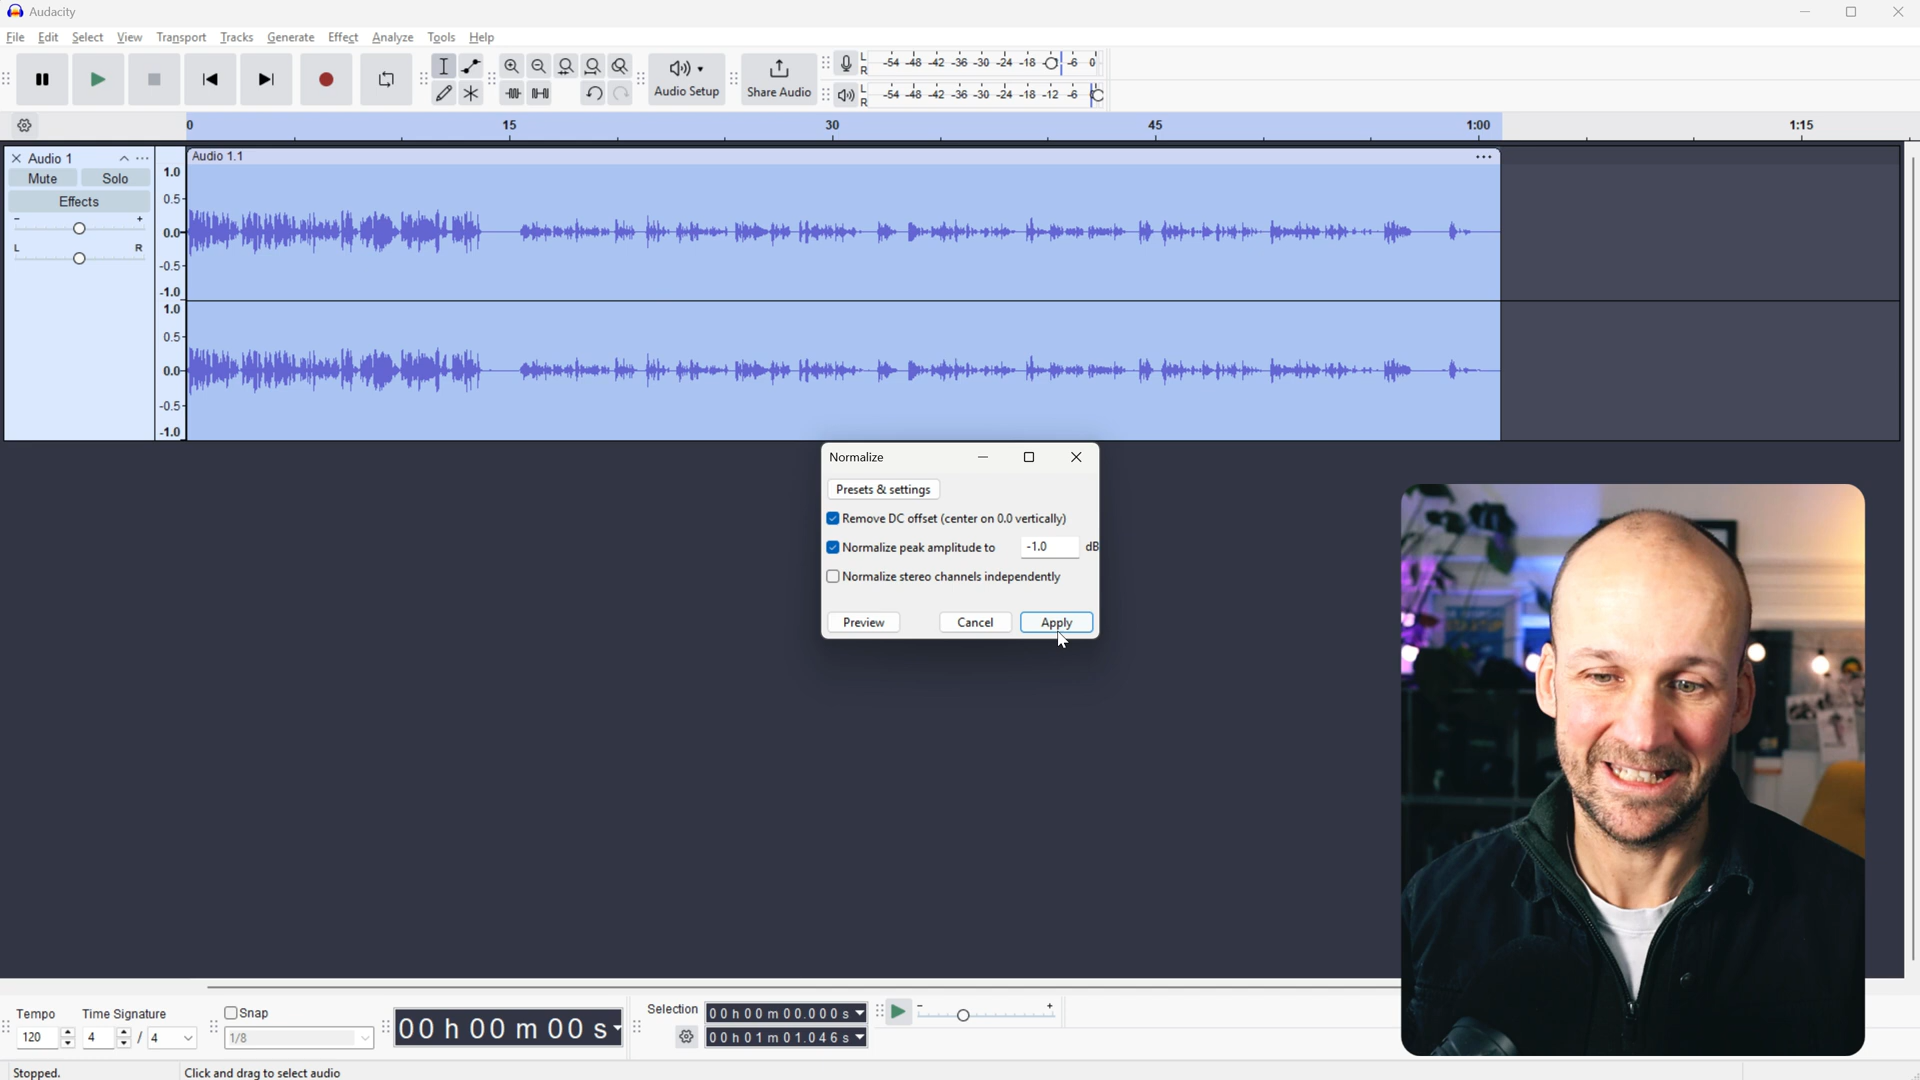 Audacity
File Edit Select View Transport Tracks Generate Effect Analyze Tools Help
Audio Setup
Share Audio
L
R
-54 -48 -42 -36 -30 -24 -18 -6 0
L
R
-54 -48 -42 -36 -30 -24 -18 -12 -6
0 15 30 45 1:00 1:15
Audio 1
Mute Solo
Effects
- +
L R
Audio 1.1
1.0
0.5
0.0
-0.5
-1.0
1.0
0.5
0.0
-0.5
-1.0
Normalize
Presets & settings
Remove DC offset (center on 0.0 vertically)
Normalize peak amplitude to -1.0 dB
Normalize stereo channels independently
Preview Cancel Apply
Tempo
120
Time Signature
4 / 4
Snap
1/8
00 h 00 m 00 s
Selection
00 h 00 m 00.000 s
00 h 01 m 01.046 s
- +
Stopped.
Click and drag to select audio